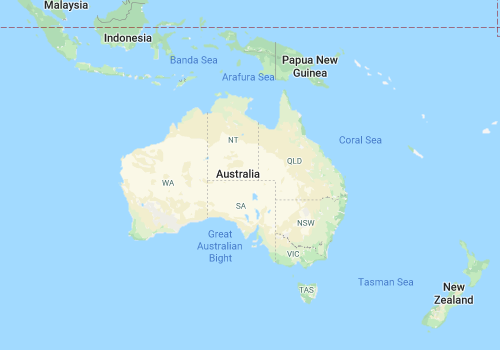 Malaysia
Indonesia
Banda Sea
Papua New
Guinea
Arafura Sea
Coral Sea
NT
QLD
Australia
WA
SA
NSW
Great
Australian
Bight
VIC
Tasman Sea
TAS
New
Zealand